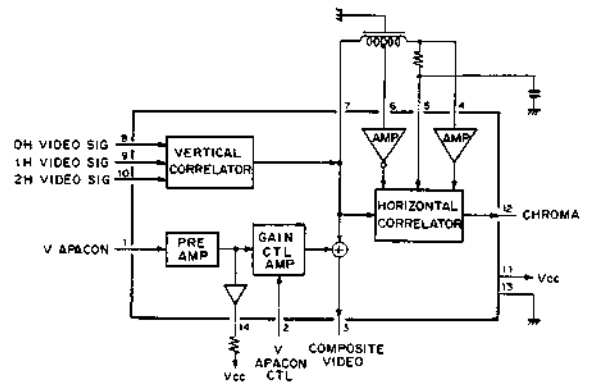 7 6 5 4
0H VIDEO SIG 8
1H VIDEO SIG 9
2H VIDEO SIG 10
VERTICAL
CORRELATOR
AMP
AMP
HORIZONTAL
CORRELATOR
12 CHROMA
V APACON 1
PRE
AMP
GAIN
CTL
AMP
11 Vcc
13
14 2 3
Vcc
V
APACON
CTL
COMPOSITE
VIDEO